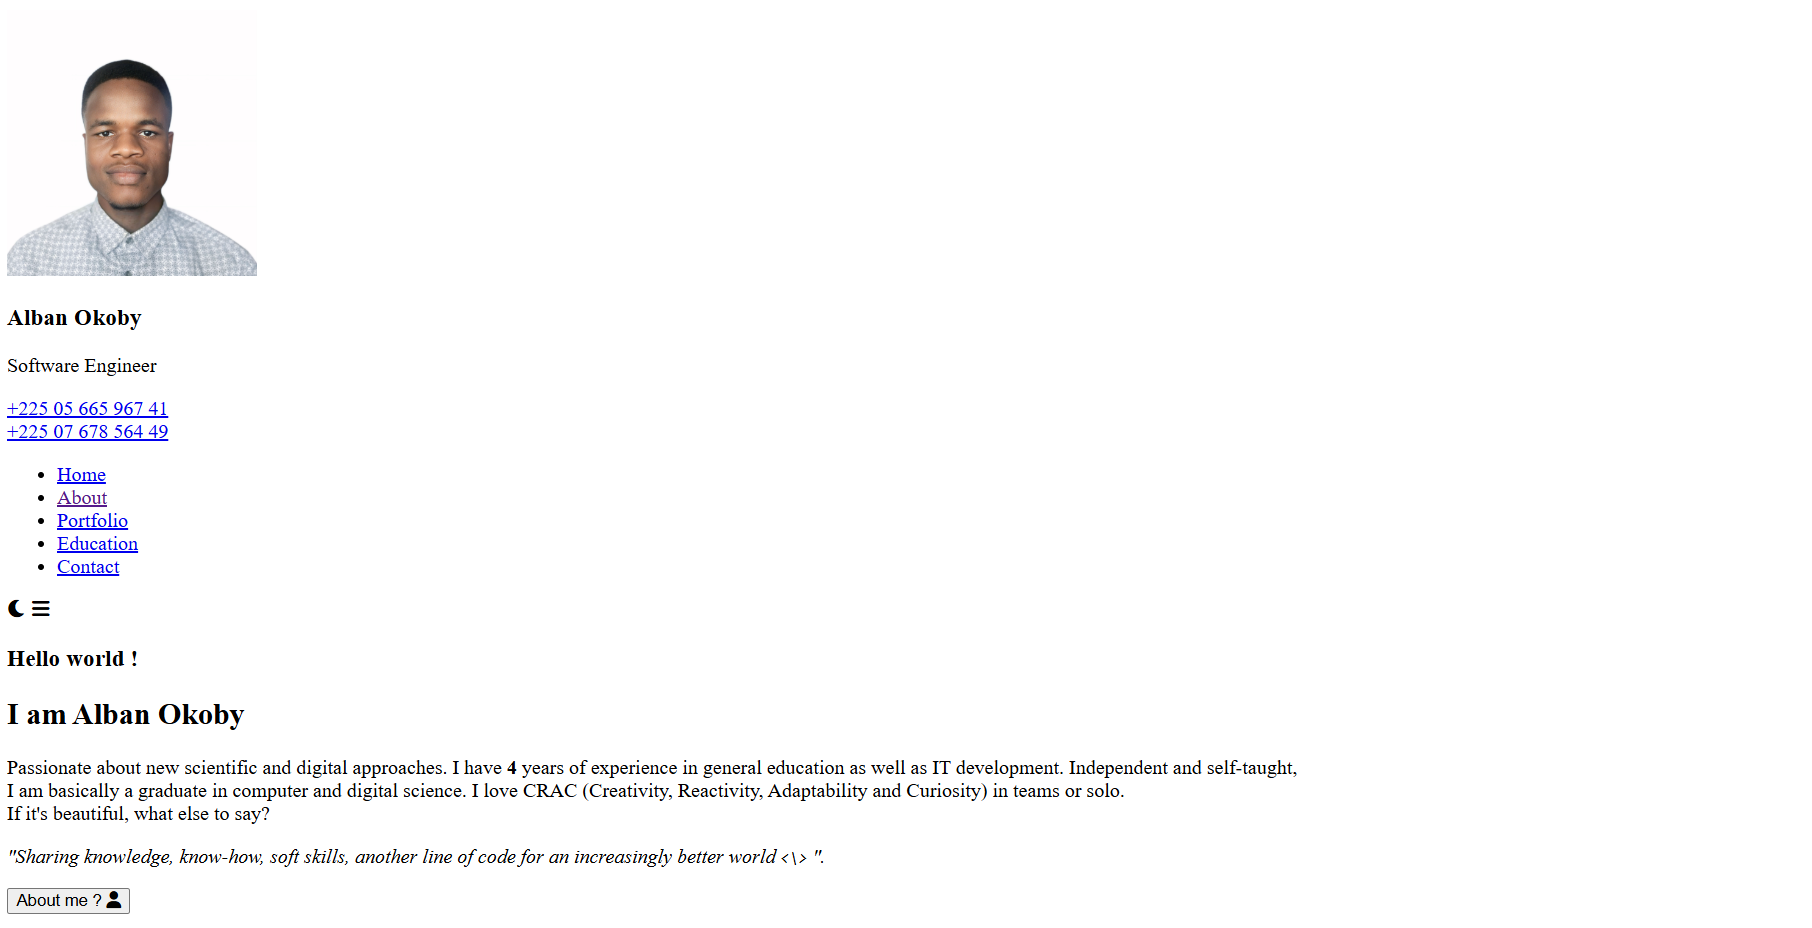 Alban Okoby
Software Engineer
+225 05 665 967 41
+225 07 678 564 49
Home
About
Portfolio
Education
Contact
Hello world !
I am Alban Okoby
Passionate about new scientific and digital approaches. I have 4 years of experience in general education as well as IT development. Independent and self-taught,
I am basically a graduate in computer and digital science. I love CRAC (Creativity, Reactivity, Adaptability and Curiosity) in teams or solo.
If it's beautiful, what else to say?
"Sharing knowledge, know-how, soft skills, another line of code for an increasingly better world <\> ".
About me ?